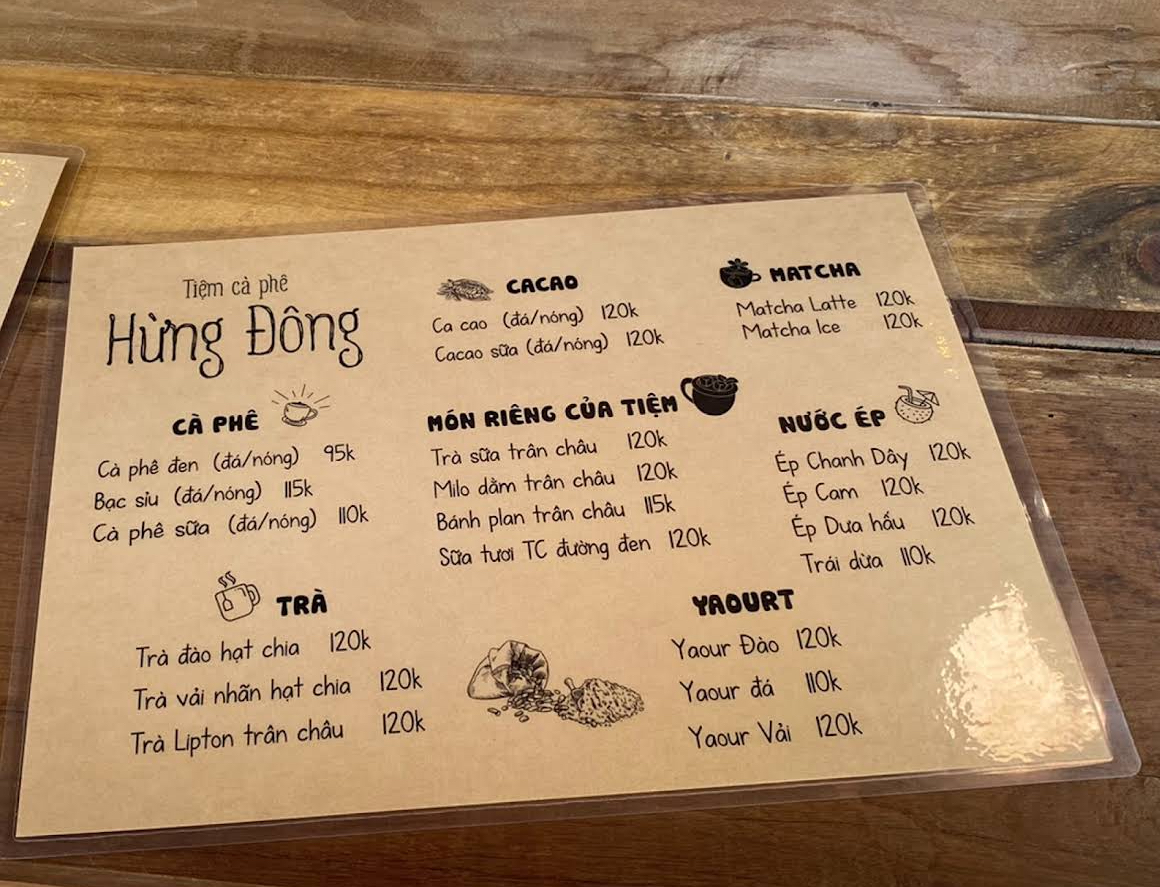 Tiệm cà phê
Hừng Đông
CÀ PHÊ
Cà phê đen (đá/nóng) 95k
Bạc sỉu (đá/nóng) 115k
Cà phê sữa (đá/nóng) 110k
TRÀ
Trà đào hạt chia 120k
Trà vải nhãn hạt chia 120k
Trà Lipton trân châu 120k
CACAO
Ca cao (đá/nóng) 120k
Cacao sữa (đá/nóng) 120k
MÓN RIÊNG CỦA TIỆM
Trà sữa trân châu 120k
Milo dằm trân châu 120k
Bánh plan trân châu 115k
Sữa tươi TC đường đen 120k
MATCHA
Matcha Latte 120k
Matcha Ice 120k
NƯỚC ÉP
Ép Chanh Dây 120k
Ép Cam 120k
Ép Dưa hấu 120k
Trái dừa 110k
YAOURT
Yaour Đào 120k
Yaour đá 110k
Yaour Vải 120k